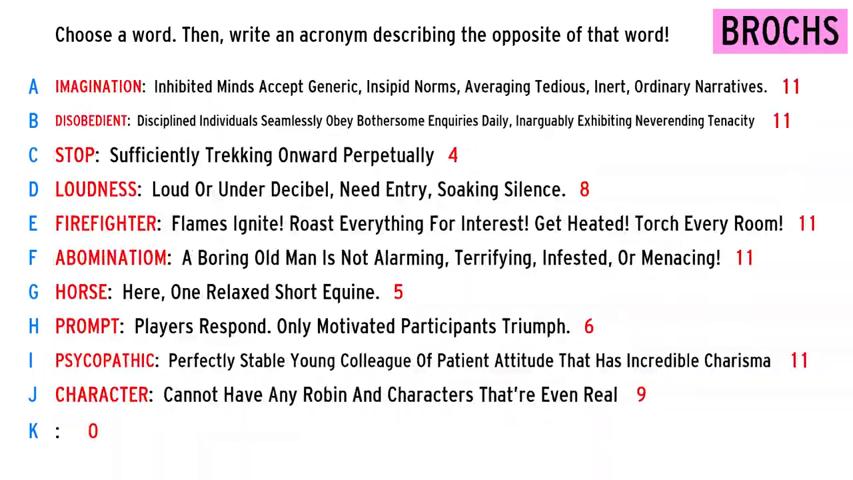 Choose a word. Then, write an acronym describing the opposite of that word!
BROCHS
A IMAGINATION: Inhibited Minds Accept Generic, Insipid Norms, Averaging Tedious, Inert, Ordinary Narratives. 11
B DISOBEDIENT: Disciplined Individuals Seamlessly Obey Bothersome Enquiries Daily, Inarguably Exhibiting Neverending Tenacity 11
C STOP: Sufficiently Trekking Onward Perpetually 4
D LOUDNESS: Loud Or Under Decibel, Need Entry, Soaking Silence. 8
E FIREFIGHTER: Flames Ignite! Roast Everything For Interest! Get Heated! Torch Every Room! 11
F ABOMINATIOM: A Boring Old Man Is Not Alarming, Terrifying, Infested, Or Menacing! 11
G HORSE: Here, One Relaxed Short Equine. 5
H PROMPT: Players Respond. Only Motivated Participants Triumph. 6
I PSYCOPATHIC: Perfectly Stable Young Colleague Of Patient Attitude That Has Incredible Charisma 11
J CHARACTER: Cannot Have Any Robin And Characters That're Even Real 9
K : 0